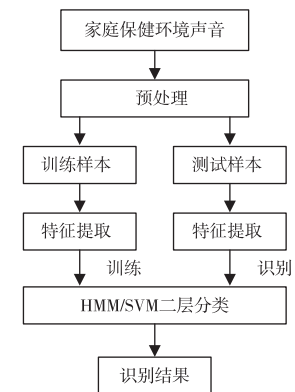 家庭保健环境声音
预处理
训练样本 测试样本
特征提取 特征提取
训练 识别
HMM/SVM二层分类
识别结果